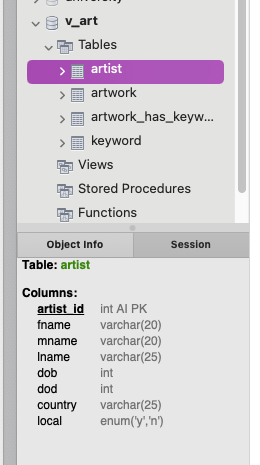 v_art
Tables
artist
artwork
artwork_has_keyw...
keyword
Views
Stored Procedures
Functions
Object Info Session
Table: artist
Columns:
artist_id int AI PK
fname varchar(20)
mname varchar(20)
lname varchar(25)
dob int
dod int
country varchar(25)
local enum('y','n')